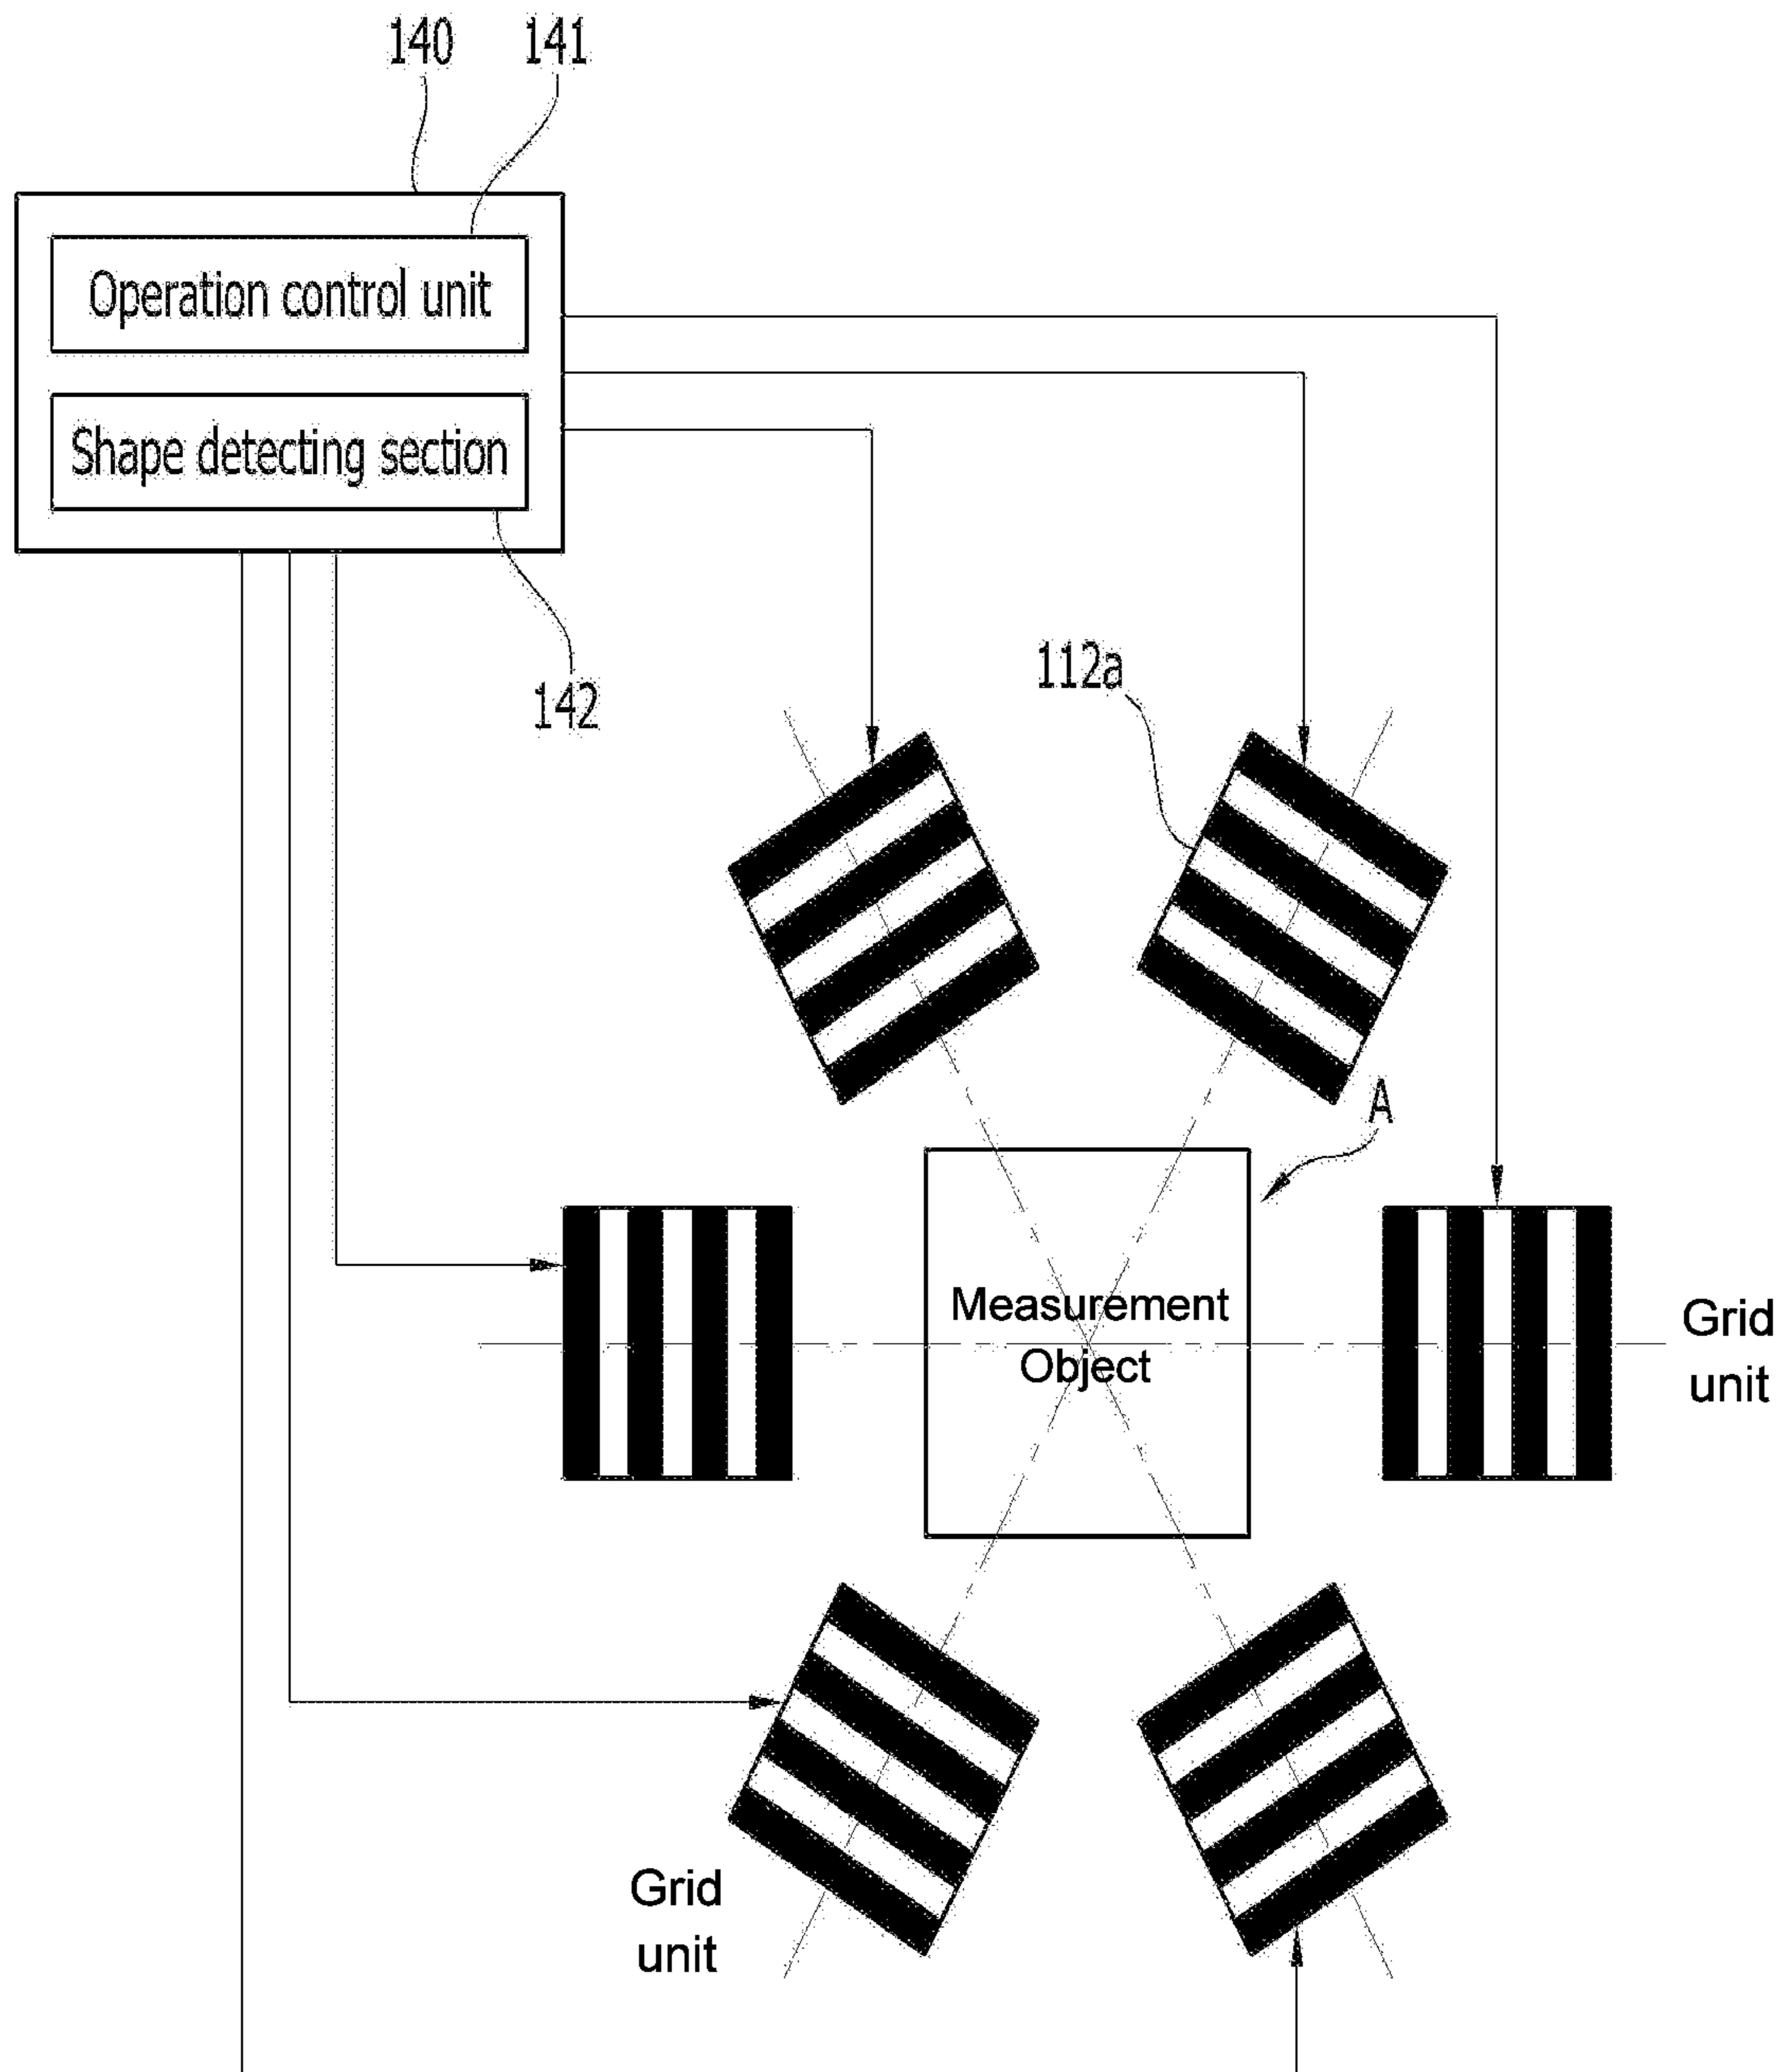 140
141
Operation control unit
Shape detecting section
142
112a
A
Measurement
Object
Grid
unit
Grid
unit